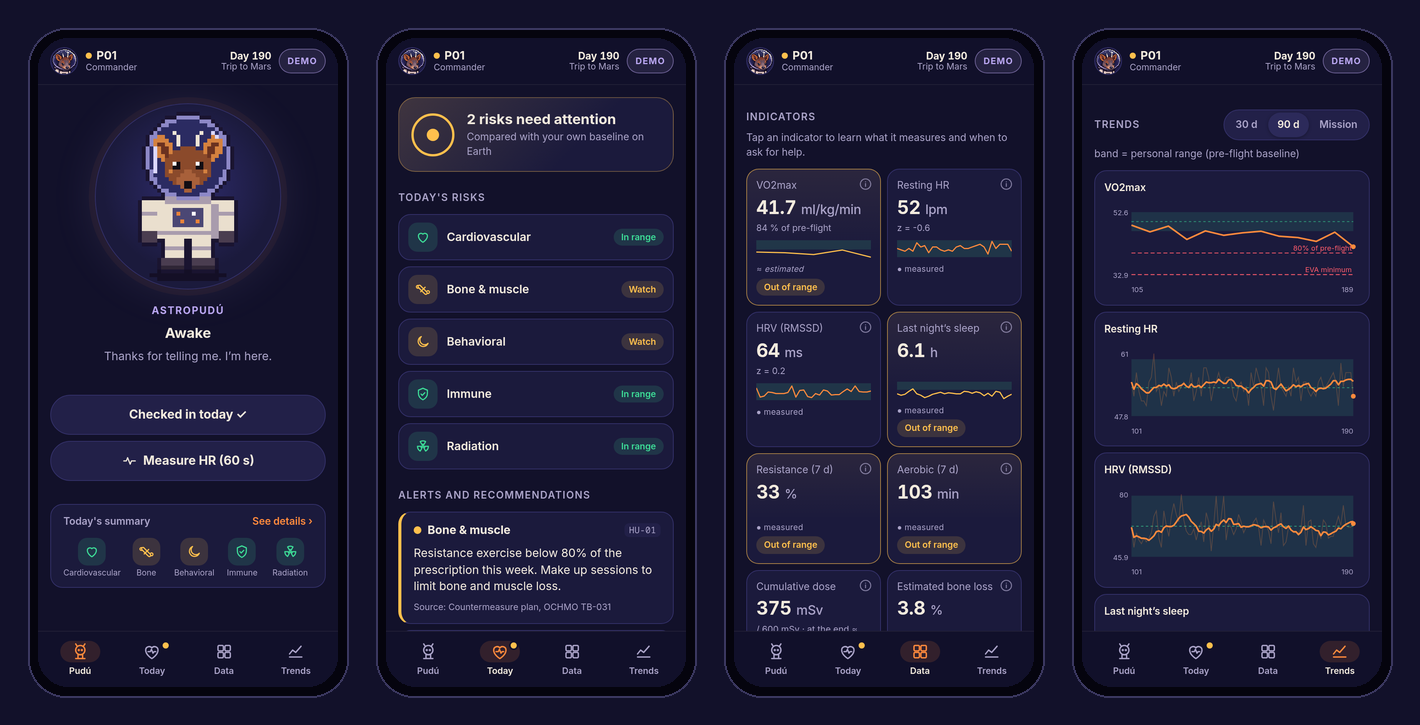 P01
Commander
Day 190
Trip to Mars
DEMO
ASTROPUDÚ
Awake
Thanks for telling me. I'm here.
Checked in today ✓
Measure HR (60 s)
Today's summary
See details ›
Cardiovascular
Bone
Behavioral
Immune
Radiation
Pudú
Today
Data
Trends
P01
Commander
Day 190
Trip to Mars
DEMO
2 risks need attention
Compared with your own baseline on
Earth
TODAY'S RISKS
Cardiovascular
In range
Bone & muscle
Watch
Behavioral
Watch
Immune
In range
Radiation
In range
ALERTS AND RECOMMENDATIONS
Bone & muscle
HU-01
Resistance exercise below 80% of the
prescription this week. Make up sessions to
limit bone and muscle loss.
Source: Countermeasure plan, OCHMO TB-031
Pudú
Today
Data
Trends
P01
Commander
Day 190
Trip to Mars
DEMO
INDICATORS
Tap an indicator to learn what it measures and when to
ask for help.
VO2max
41.7 ml/kg/min
84 % of pre-flight
≈ estimated
Out of range
Resting HR
52 lpm
z = -0.6
● measured
HRV (RMSSD)
64 ms
z = 0.2
● measured
Last night's sleep
6.1 h
● measured
Out of range
Resistance (7 d)
33 %
● measured
Out of range
Aerobic (7 d)
103 min
● measured
Out of range
Cumulative dose
375 mSv
/ 600 mSv · at the end ≈
Estimated bone loss
3.8 %
Pudú
Today
Data
Trends
P01
Commander
Day 190
Trip to Mars
DEMO
TRENDS
30 d
90 d
Mission
band = personal range (pre-flight baseline)
VO2max
52.6
80% of pre-flight
EVA minimum
32.9
105
189
Resting HR
61
47.8
101
190
HRV (RMSSD)
80
45.9
101
190
Last night's sleep
Pudú
Today
Data
Trends